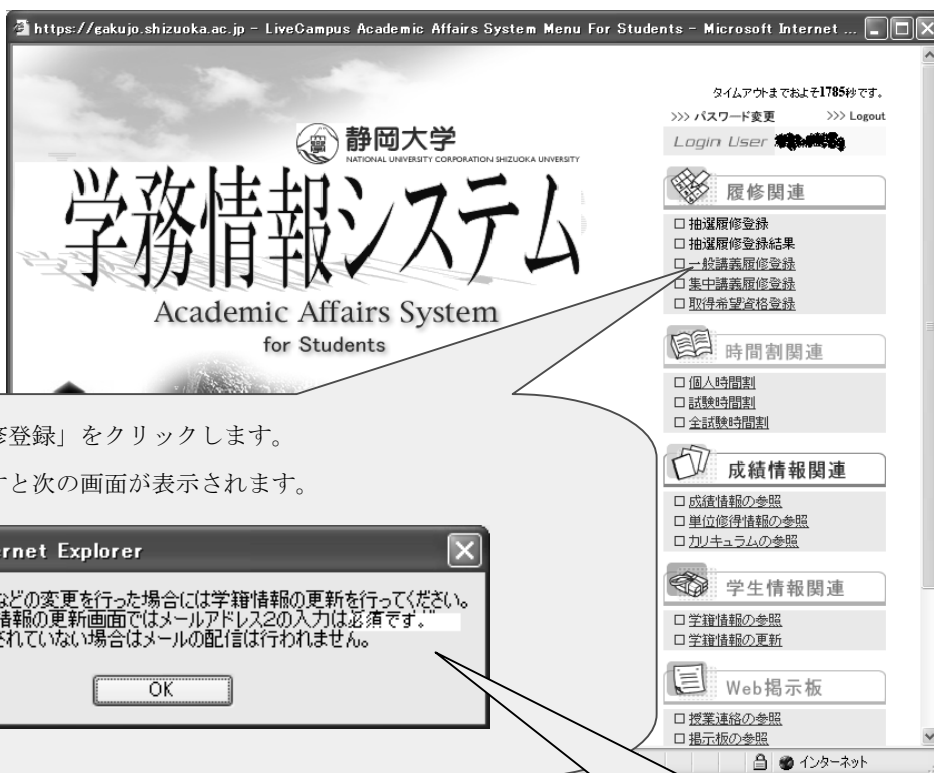 https://gakujo.shizuoka.ac.jp - LiveCampus Academic Affairs System Menu For Students - Microsoft Internet ...
タイムアウトまでおよそ1785秒です。
>>> パスワード変更 >>> Logout
Login User
静岡大学
NATIONAL UNIVERSITY CORPORATION SHIZUOKA UNIVERSITY
学務情報システム
Academic Affairs System
for Students
履修関連
抽選履修登録
抽選履修登録結果
一般講義履修登録
集中講義履修登録
取得希望資格登録
時間割関連
個人時間割
試験時間割
全試験時間割
成績情報関連
成績情報の参照
単位修得情報の参照
カリキュラムの参照
学生情報関連
学籍情報の参照
学籍情報の更新
Web掲示板
授業連絡の参照
掲示板の参照
インターネット
修登録」をクリックします。
すと次の画面が表示されます。
ernet Explorer
などの変更を行った場合には学籍情報の更新を行ってください。
情報の更新画面ではメールアドレス2の入力は必須です。
されていない場合はメールの配信は行われません。
OK